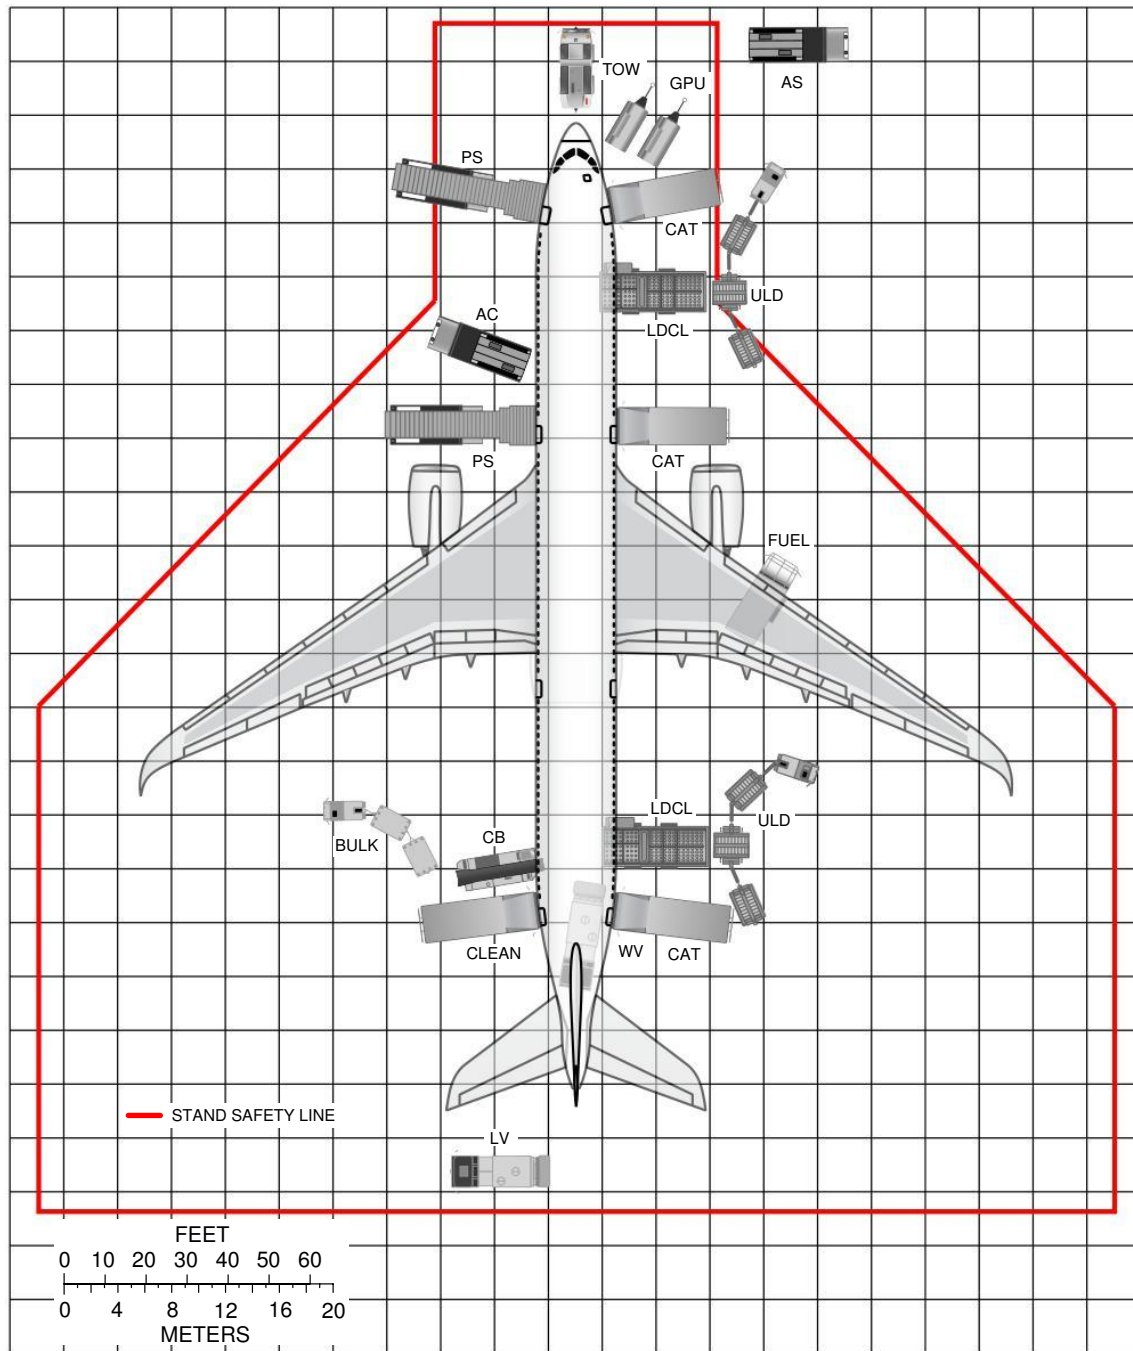 TOW
GPU
AS
PS
CAT
ULD
LDCL
AC
PS
CAT
FUEL
LDCL
ULD
BULK
CB
CLEAN
WV
CAT
STAND SAFETY LINE
LV
FEET
0 10 20 30 40 50 60
0 4 8 12 16 20
METERS